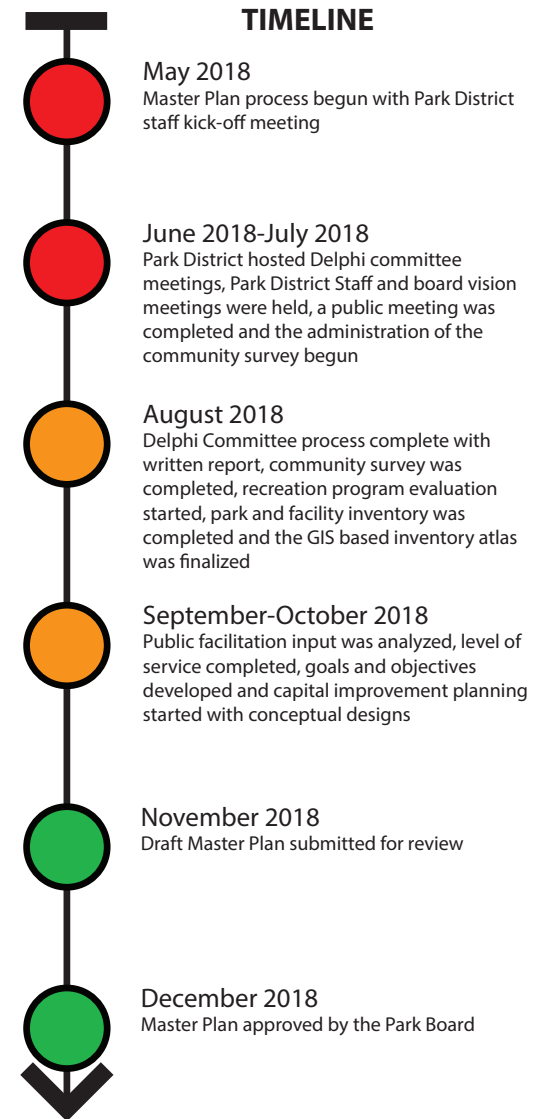 TIMELINE
May 2018
Master Plan process begun with Park District
staff kick-off meeting
June 2018-July 2018
Park District hosted Delphi committee
meetings, Park District Staff and board vision
meetings were held, a public meeting was
completed and the administration of the
community survey begun
August 2018
Delphi Committee process complete with
written report, community survey was
completed, recreation program evaluation
started, park and facility inventory was
completed and the GIS based inventory atlas
was finalized
September-October 2018
Public facilitation input was analyzed, level of
service completed, goals and objectives
developed and capital improvement planning
started with conceptual designs
November 2018
Draft Master Plan submitted for review
December 2018
Master Plan approved by the Park Board